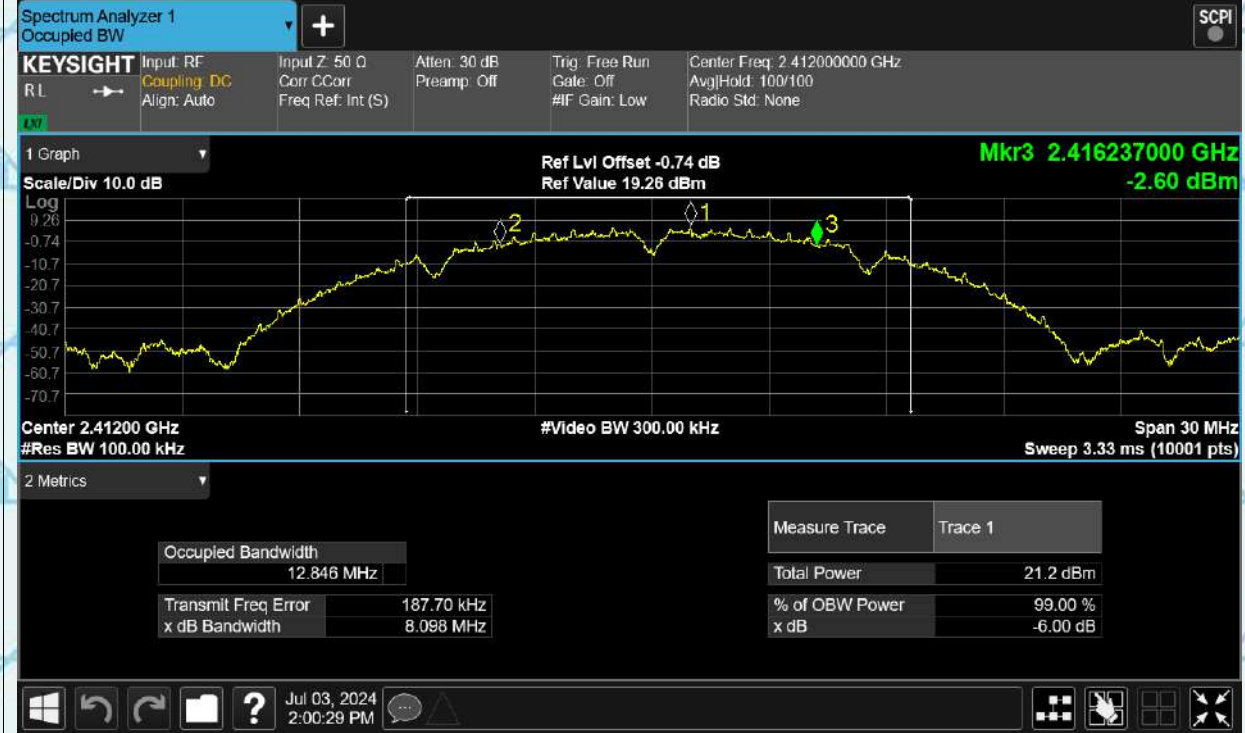 Spectrum Analyzer 1
Occupied BW
+
SCPI
KEYSIGHT
R L
LXI
Input: RF
Coupling: DC
Align: Auto
Input Z: 50 Ω
Corr CCorr
Freq Ref: Int (S)
Atten: 30 dB
Preamp: Off
Trig: Free Run
Gate: Off
#IF Gain: Low
Center Freq: 2.412000000 GHz
Avg|Hold: 100/100
Radio Std: None
1 Graph
Scale/Div 10.0 dB
Ref Lvl Offset -0.74 dB
Ref Value 19.26 dBm
Mkr3 2.416237000 GHz
-2.60 dBm
Log
9.26
-0.74
-10.7
-20.7
-30.7
-40.7
-50.7
-60.7
-70.7
2
1
3
Center 2.41200 GHz
#Res BW 100.00 kHz
#Video BW 300.00 kHz
Span 30 MHz
Sweep 3.33 ms (10001 pts)
2 Metrics
Occupied Bandwidth
12.846 MHz
Transmit Freq Error 187.70 kHz
x dB Bandwidth 8.098 MHz
Measure Trace Trace 1
Total Power 21.2 dBm
% of OBW Power 99.00 %
x dB -6.00 dB
?
Jul 03, 2024
2:00:29 PM